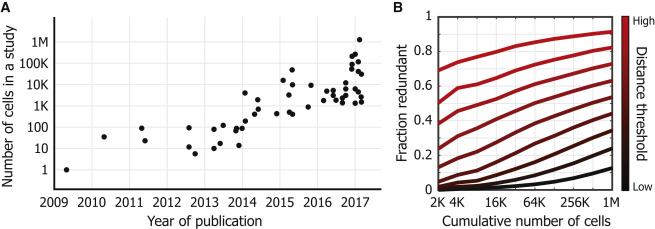 A
Number of cells in a study
1M
100K
10K
1K
100
10
1
2009 2010 2011 2012 2013 2014 2015 2016 2017
Year of publication
B
Fraction redundant
1
0.8
0.6
0.4
0.2
0
2K 4K 16K 64K 256K 1M
Cumulative number of cells
High
Distance threshold
Low